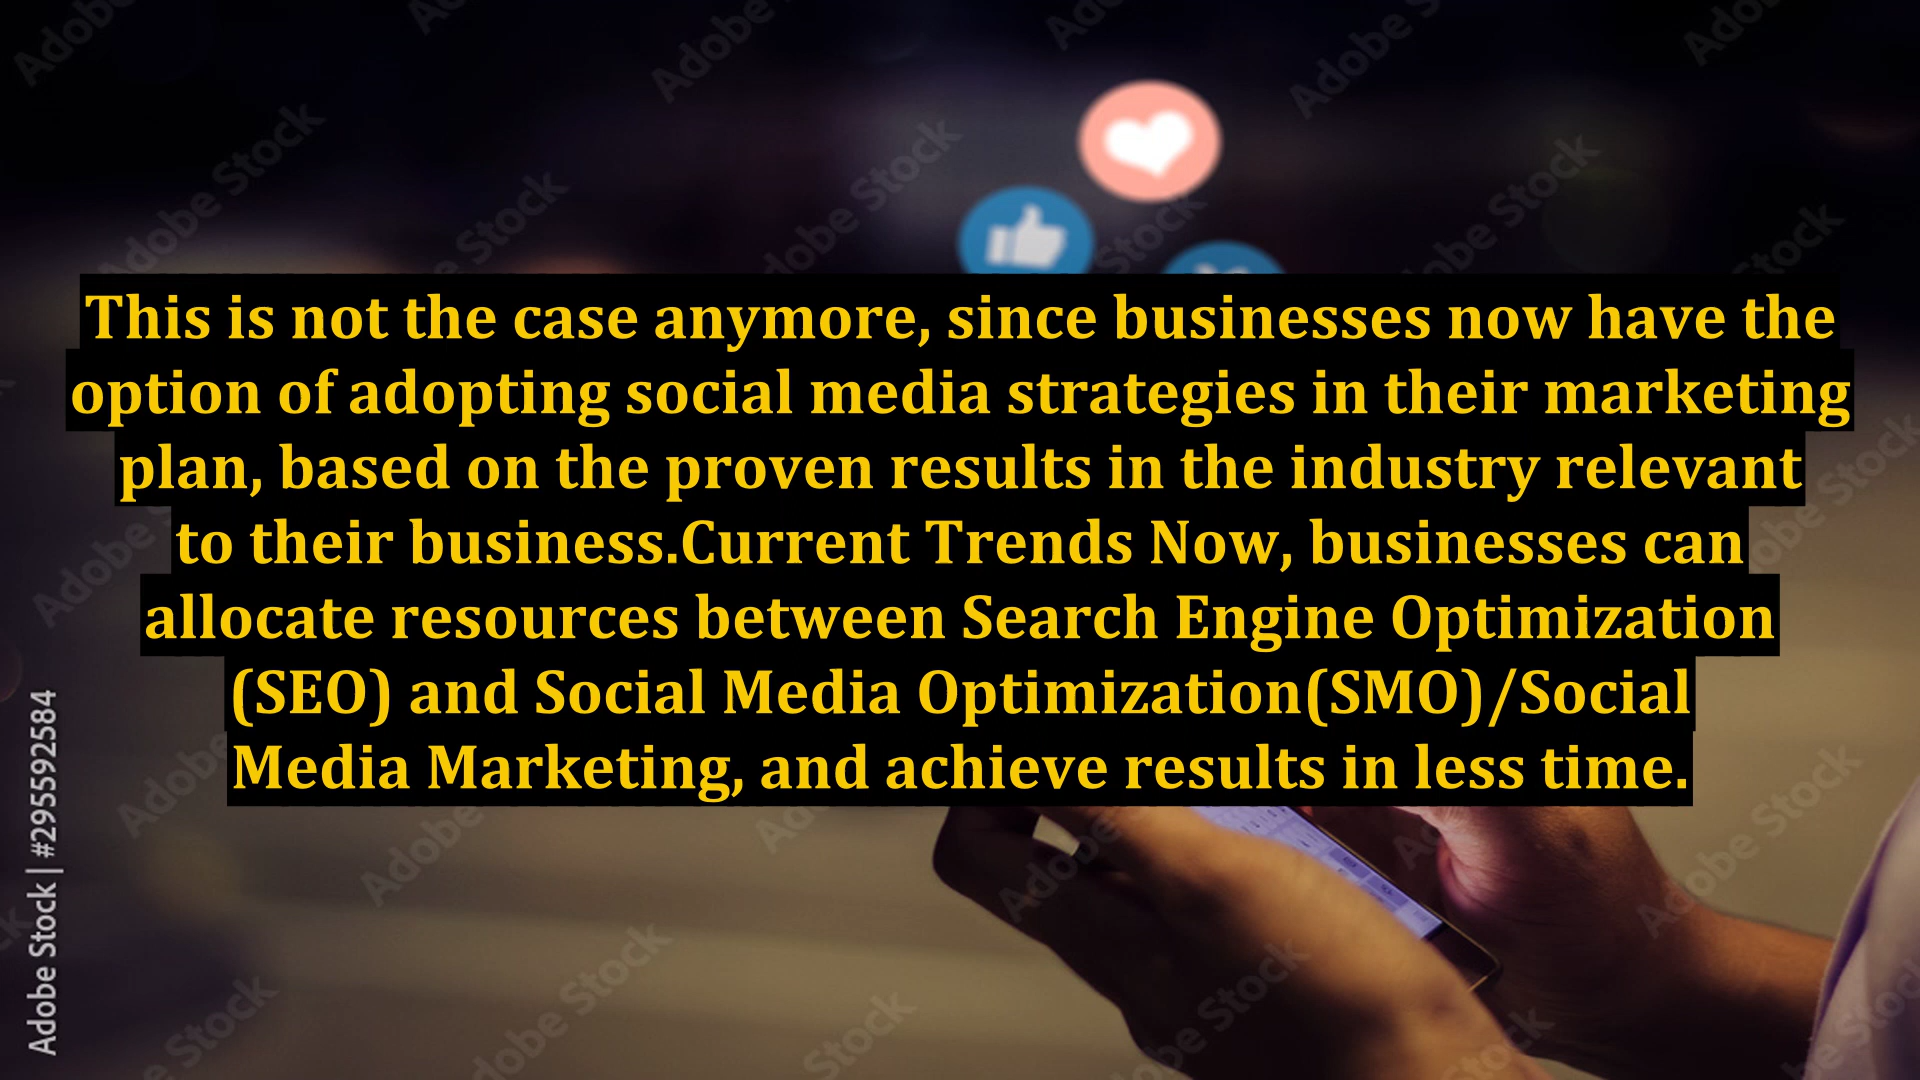 This is not the case anymore, since businesses now have the
option of adopting social media strategies in their marketing
plan, based on the proven results in the industry relevant
to their business.Current Trends Now, businesses can
allocate resources between Search Engine Optimization
(SEO) and Social Media Optimization(SMO)/Social
Media Marketing, and achieve results in less time.
Adobe Stock | #295592584
Adobe Stock